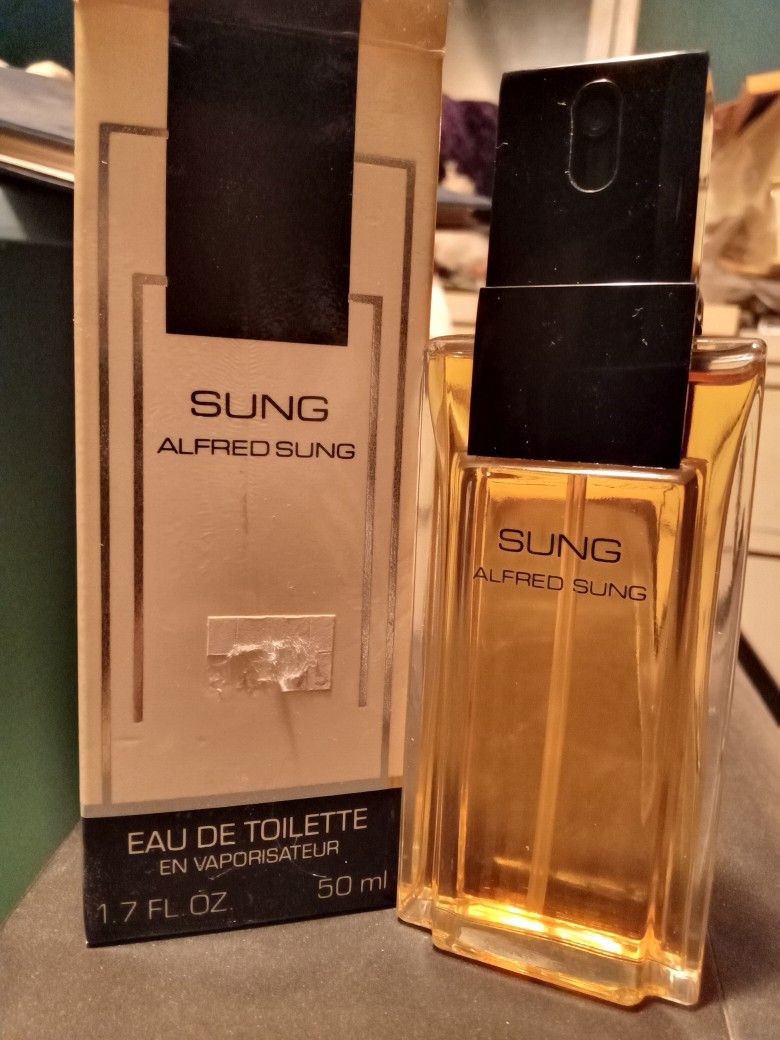 SUNG
ALFRED SUNG
EAU DE TOILETTE
EN VAPORISATEUR
1.7 FL. OZ.
50 ml
SUNG
ALFRED SUNG